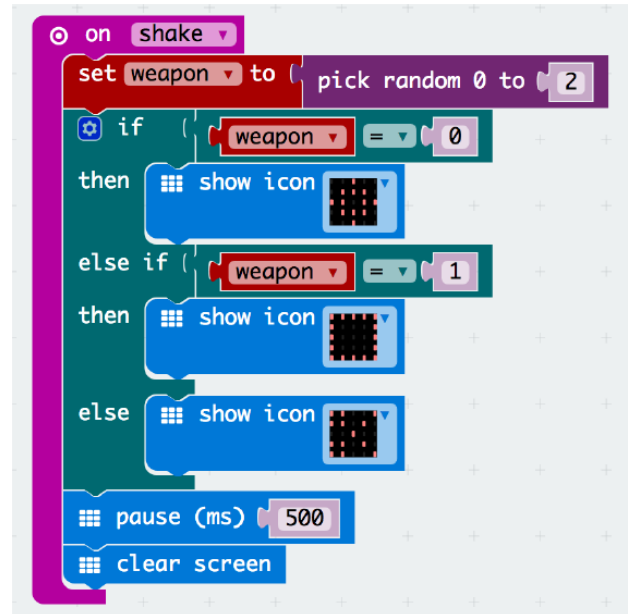 on shake
set weapon to pick random 0 to 2
if weapon = 0
then show icon
else if weapon = 1
then show icon
else show icon
pause (ms) 500
clear screen